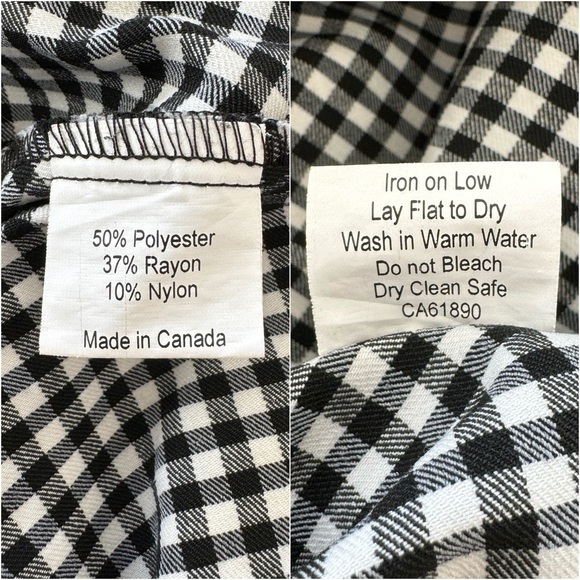 50% Polyester
37% Rayon
10% Nylon
Made in Canada
Iron on Low
Lay Flat to Dry
Wash in Warm Water
Do not Bleach
Dry Clean Safe
CA61890